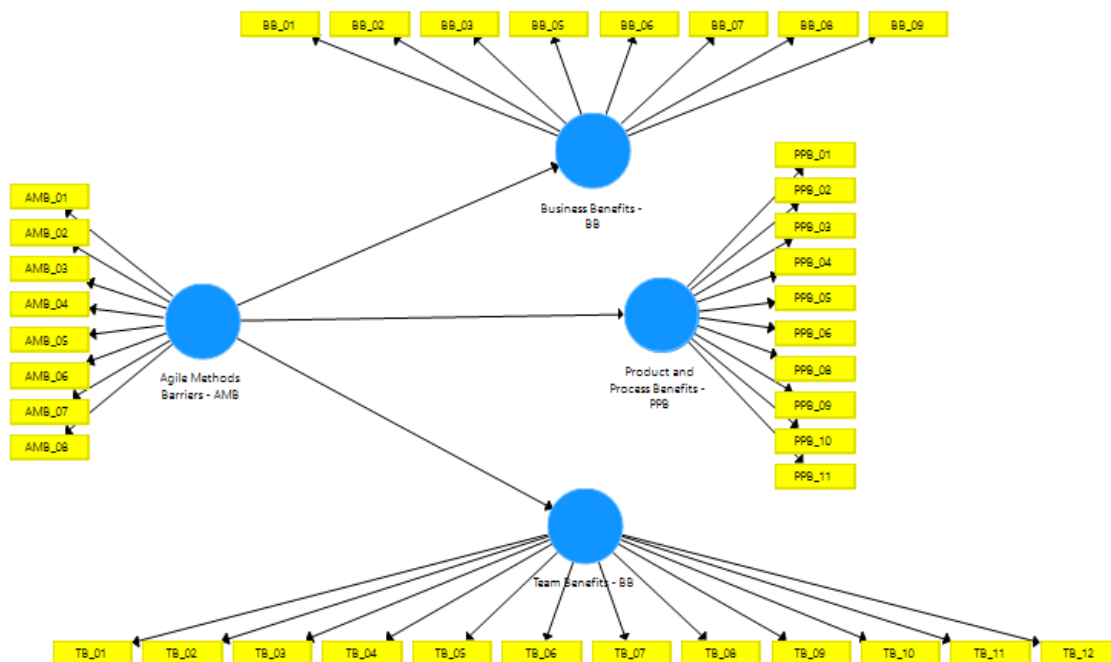 BB_01 BB_02 BB_03 BB_05 BB_06 BB_07 BB_08 BB_09
Business Benefits -
BB
AMB_01
AMB_02
AMB_03
AMB_04
AMB_05
AMB_06
AMB_07
AMB_08
Agile Methods
Barriers - AMB
PPB_01
PPB_02
PPB_03
PPB_04
PPB_05
PPB_06
PPB_08
PPB_09
PPB_10
PPB_11
Product and
Process Benefits -
PPB
Team Benefits - BB
TB_01 TB_02 TB_03 TB_04 TB_05 TB_06 TB_07 TB_08 TB_09 TB_10 TB_11 TB_12